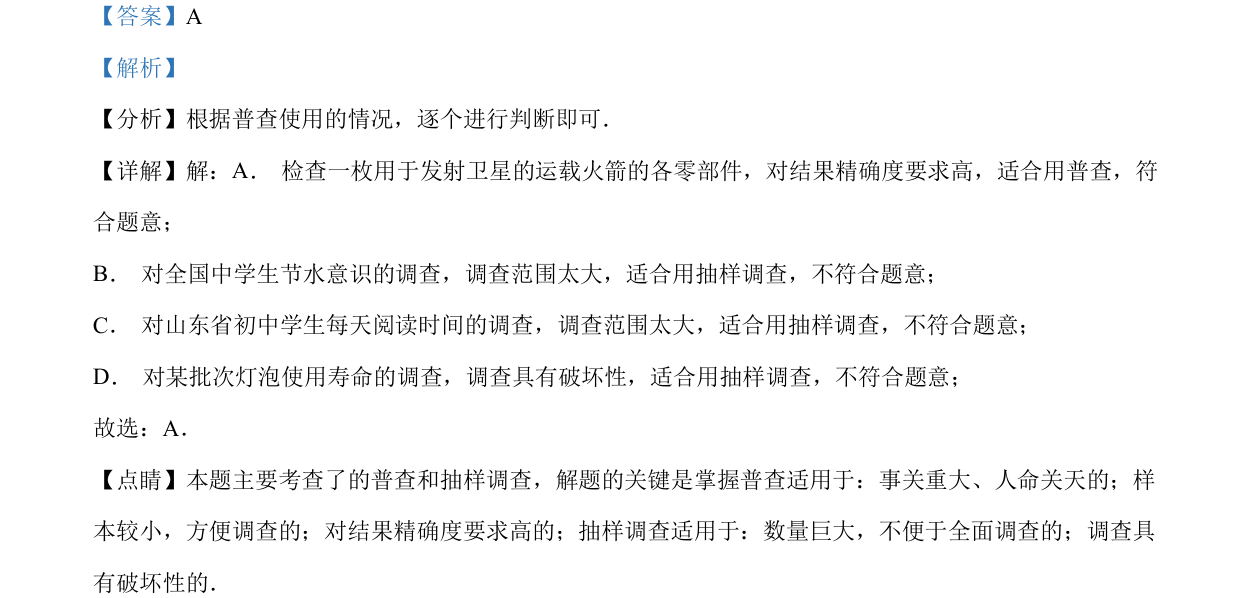 【答案】A
【解析】
【分析】根据普查使用的情况，逐个进行判断即可．
【详解】解：A． 检查一枚用于发射卫星的运载火箭的各零部件，对结果精确度要求高，适合用普查，符
合题意；
B． 对全国中学生节水意识的调查，调查范围太大，适合用抽样调查，不符合题意；
C． 对山东省初中学生每天阅读时间的调查，调查范围太大，适合用抽样调查，不符合题意；
D． 对某批次灯泡使用寿命的调查，调查具有破坏性，适合用抽样调查，不符合题意；
故选：A．
【点睛】本题主要考查了的普查和抽样调查，解题的关键是掌握普查适用于：事关重大、人命关天的；样
本较小，方便调查的；对结果精确度要求高的；抽样调查适用于：数量巨大，不便于全面调查的；调查具
有破坏性的．